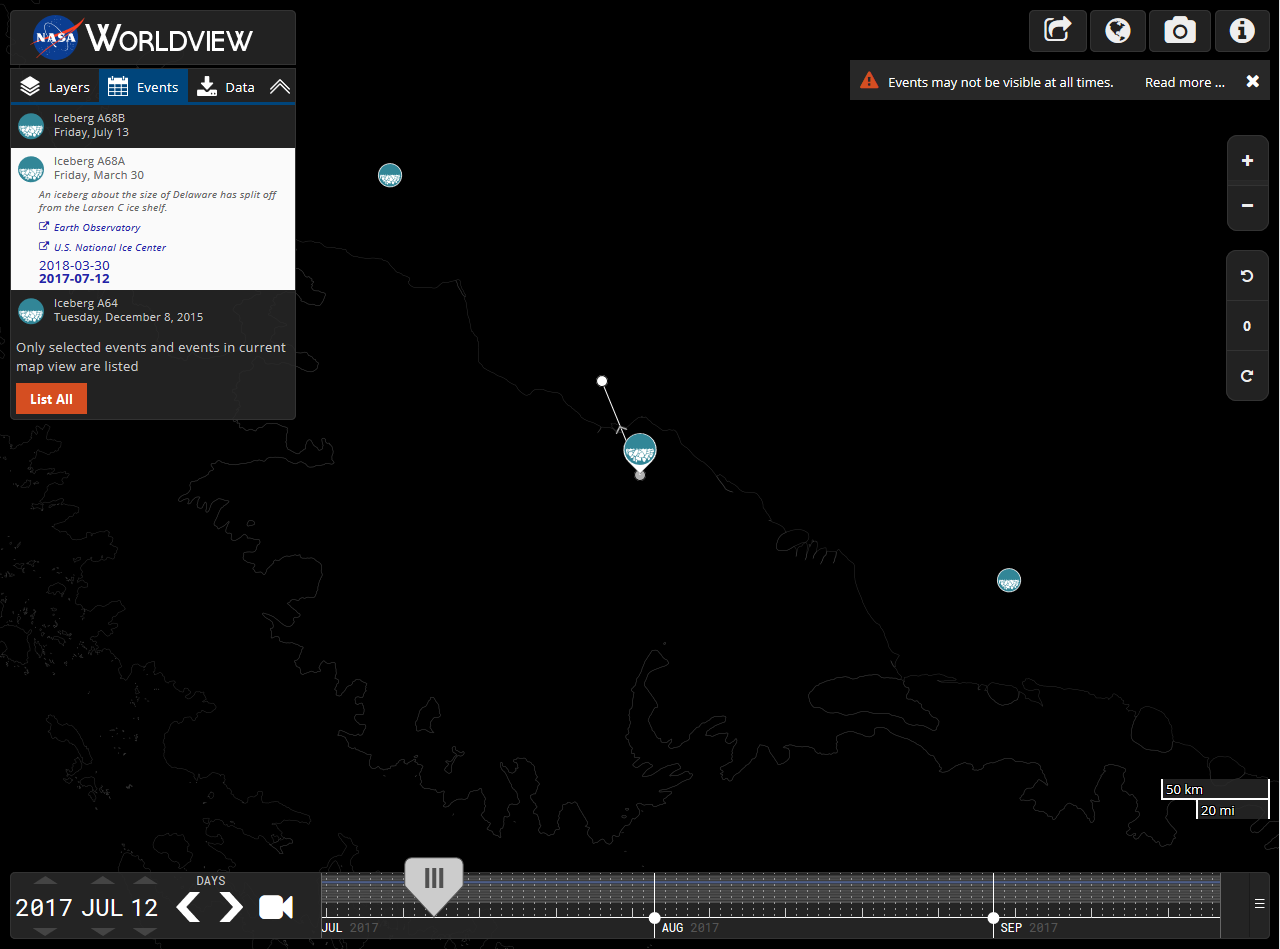 NASA WORLDVIEW
Layers Events Data
Events may not be visible at all times. Read more ...
Iceberg A68B
Friday, July 13
Iceberg A68A
Friday, March 30
An iceberg about the size of Delaware has split off
from the Larsen C ice shelf.
Earth Observatory
U.S. National Ice Center
2018-03-30
2017-07-12
Iceberg A64
Tuesday, December 8, 2015
Only selected events and events in current
map view are listed
List All
+
−
0
50 km
20 mi
DAYS
2017 JUL 12
JUL 2017 AUG 2017 SEP 2017